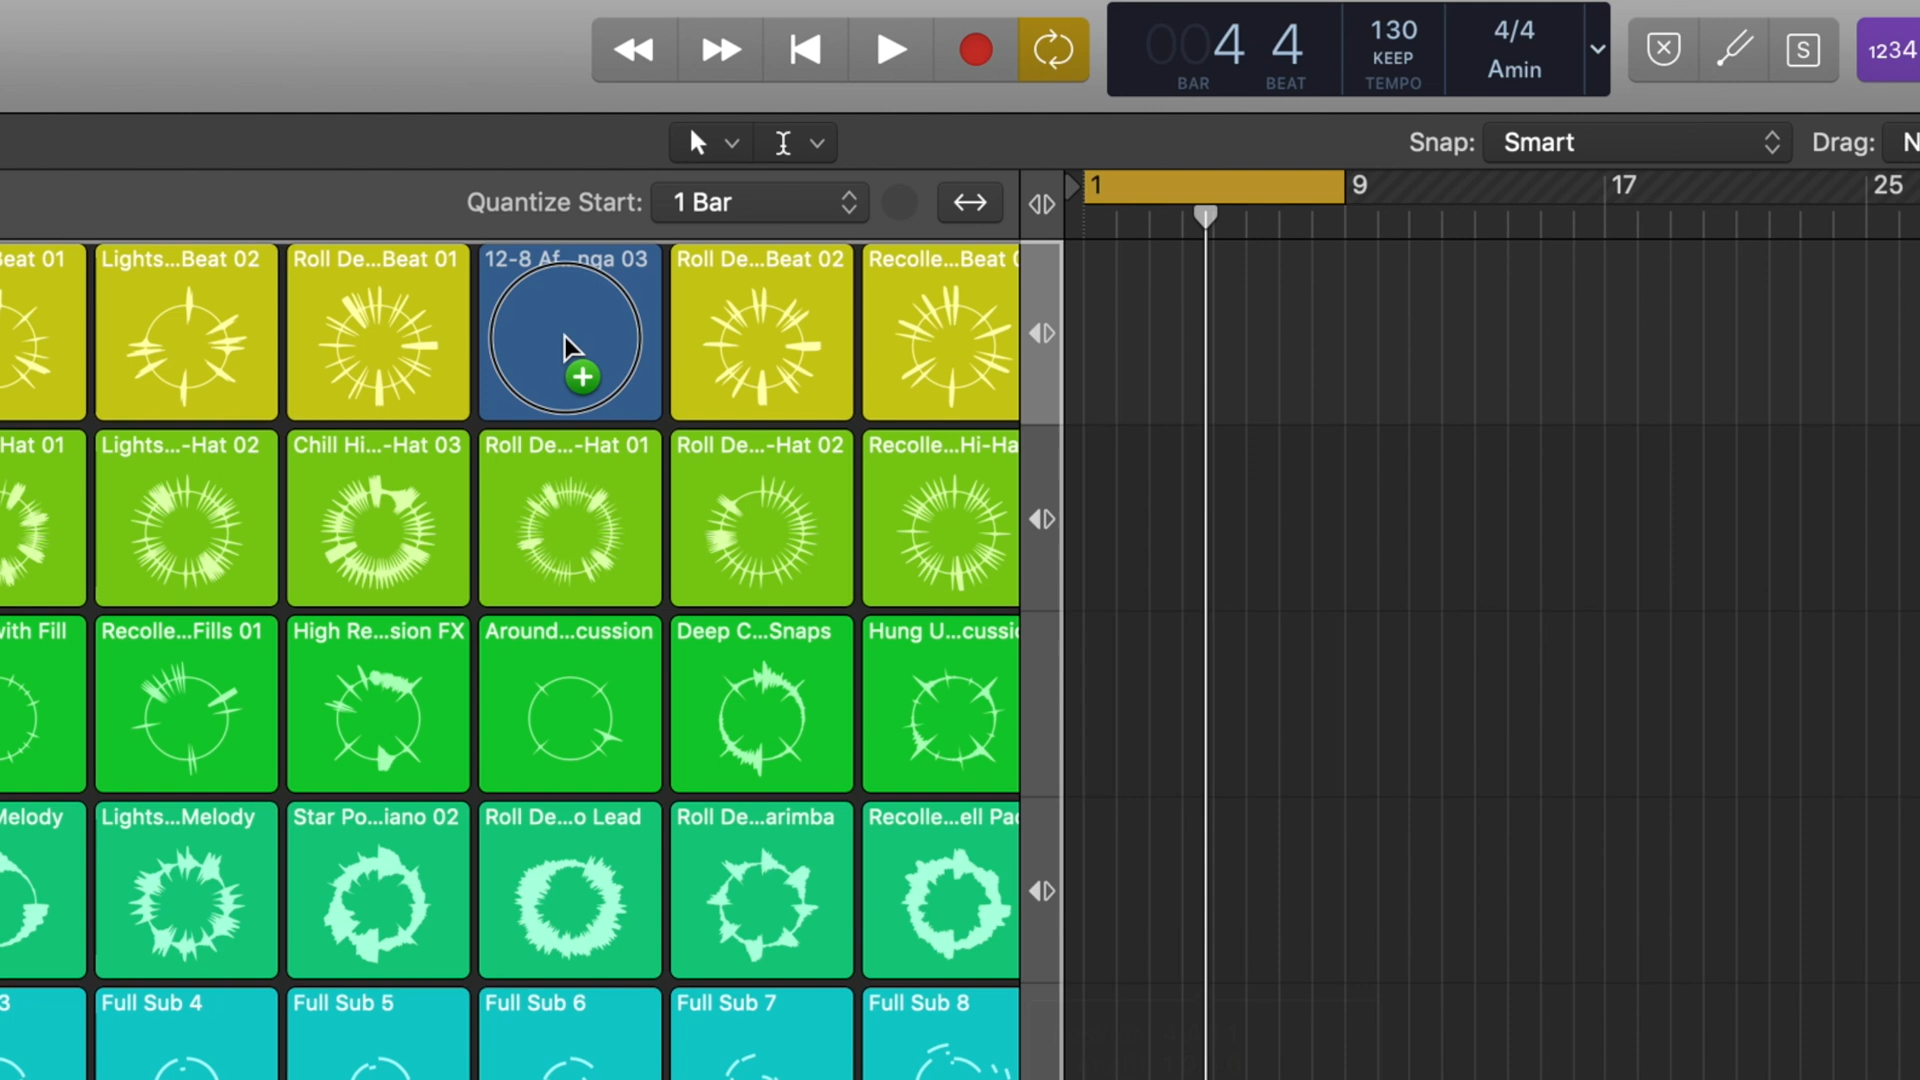 4 4 130 4/4
KEEP Amin
BAR BEAT TEMPO
S
1234
Snap: Smart Drag: N
Quantize Start: 1 Bar
1 9 17 25
Beat 01 Lights...Beat 02 Roll De...Beat 01 12-8 Af...nga 03 Roll De...Beat 02 Recolle...Beat 0
Hat 01 Lights...-Hat 02 Chill Hi...-Hat 03 Roll De...-Hat 01 Roll De...-Hat 02 Recolle...Hi-Ha
with Fill Recolle...Fills 01 High Re...sion FX Around...cussion Deep C...Snaps Hung U...cussio
Melody Lights...Melody Star Po...iano 02 Roll De...o Lead Roll De...arimba Recolle...ell Pad
3 Full Sub 4 Full Sub 5 Full Sub 6 Full Sub 7 Full Sub 8